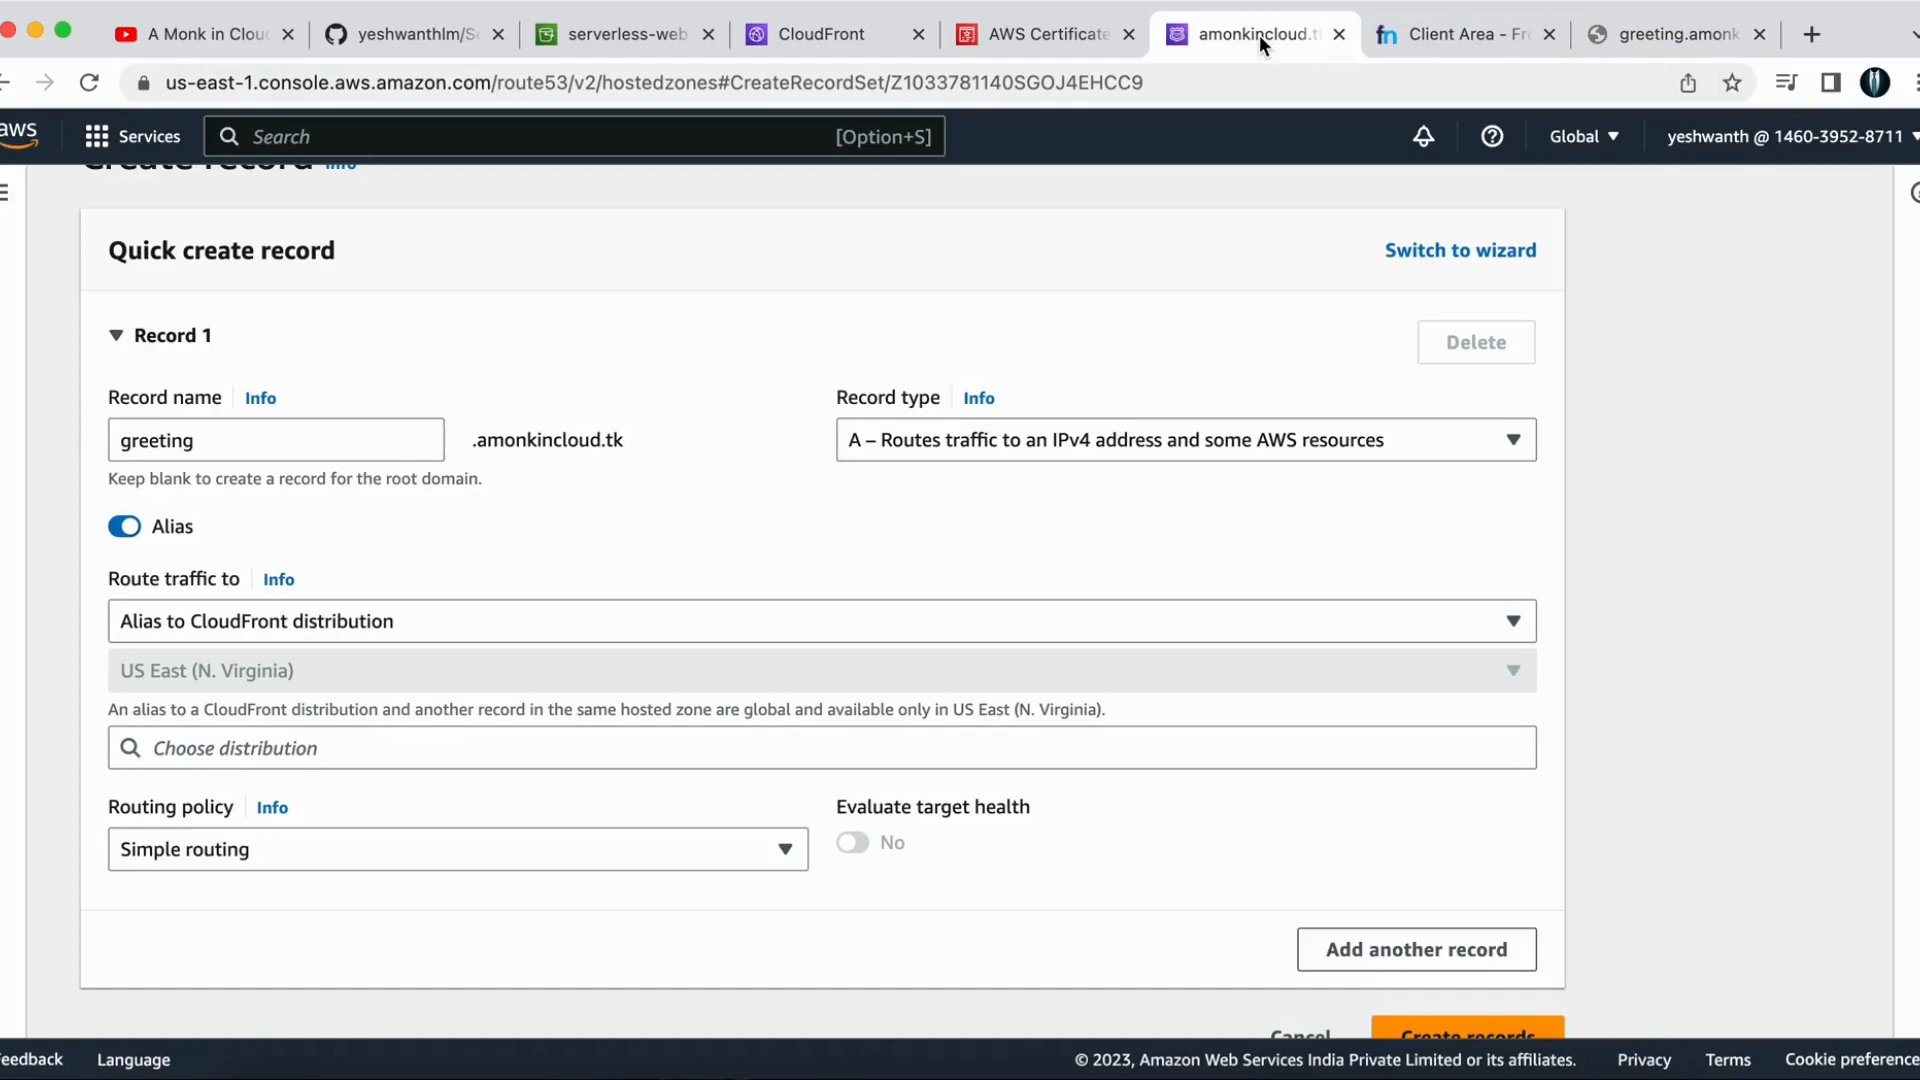 A Monk in Clou
yeshwanthlm/S
serverless-web
CloudFront
AWS Certificate
amonkincloud.t
fn
Client Area - Fr
greeting.amonk
us-east-1.console.aws.amazon.com/route53/v2/hostedzones#CreateRecordSet/Z1033781140SGOJ4EHCC9
aws
Services
Search
[Option+S]
Global
yeshwanth @ 1460-3952-8711
Create record Info
Quick create record
Switch to wizard
Record 1
Delete
Record name
Info
Record type
Info
greeting
.amonkincloud.tk
A – Routes traffic to an IPv4 address and some AWS resources
Keep blank to create a record for the root domain.
Alias
Route traffic to
Info
Alias to CloudFront distribution
US East (N. Virginia)
An alias to a CloudFront distribution and another record in the same hosted zone are global and available only in US East (N. Virginia).
Choose distribution
Routing policy
Info
Evaluate target health
Simple routing
No
Add another record
Cancel
Create records
eedback
Language
© 2023, Amazon Web Services India Private Limited or its affiliates.
Privacy
Terms
Cookie preference